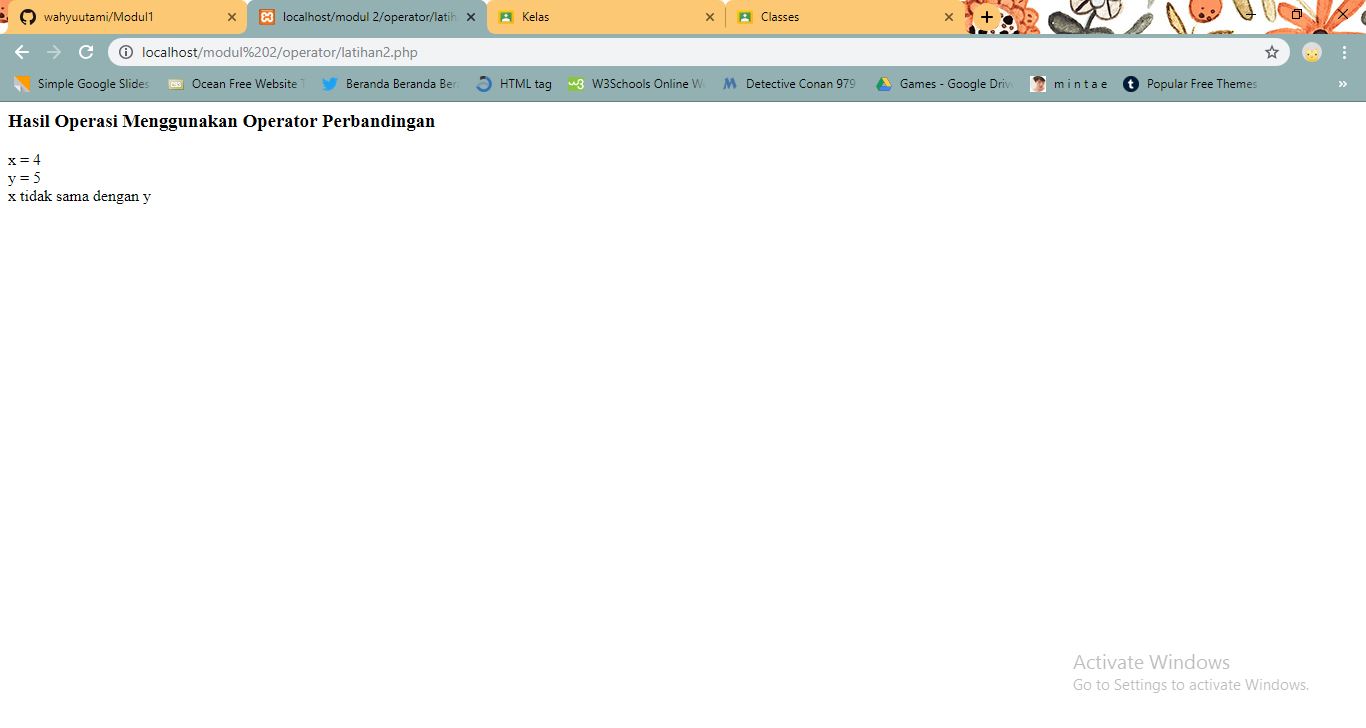 wahyuutami/Modul1
localhost/modul 2/operator/latih
Kelas
Classes
localhost/modul%202/operator/latihan2.php
Simple Google Slides
Ocean Free Website
Beranda Beranda Ber
HTML tag
W3Schools Online W
Detective Conan 979
Games - Google Driv
m i n t a e
Popular Free Themes
Hasil Operasi Menggunakan Operator Perbandingan
x = 4
y = 5
x tidak sama dengan y
Activate Windows
Go to Settings to activate Windows.